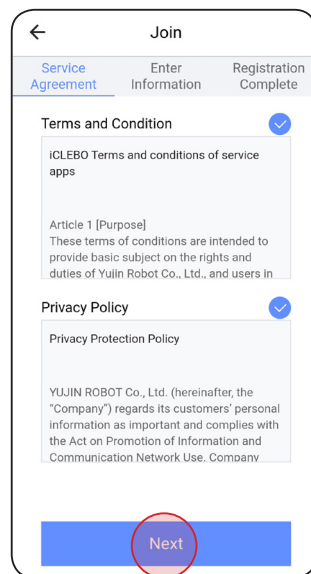 Join
Service Agreement
Enter Information
Registration Complete
Terms and Condition
iCLEBO Terms and conditions of service
apps
Article 1 [Purpose]
These terms of conditions are intended to
provide basic subject on the rights and
duties of Yujin Robot Co., Ltd., and users in
Privacy Policy
Privacy Protection Policy
YUJIN ROBOT Co., Ltd. (hereinafter, the
“Company”) regards its customers’ personal
information as important and complies with
the Act on Promotion of Information and
Communication Network Use. Company
Next